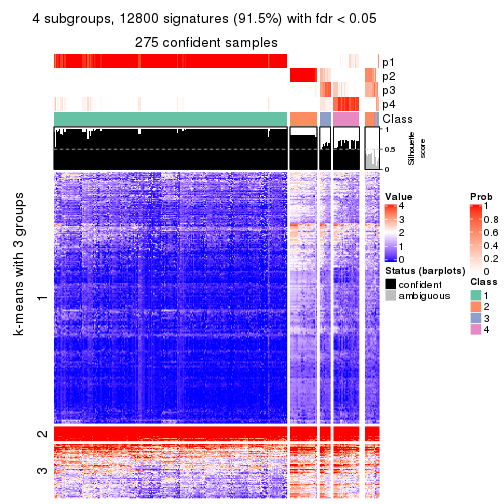 4 subgroups, 12800 signatures (91.5%) with fdr < 0.05
275 confident samples
p1
p2
p3
p4
Class
1
0.5
0
Silhouette
score
k-means with 3 groups
1
2
3
Value
4
3
2
1
0
Status (barplots)
confident
ambiguous
Prob
1
0.8
0.6
0.4
0.2
0
Class
1
2
3
4